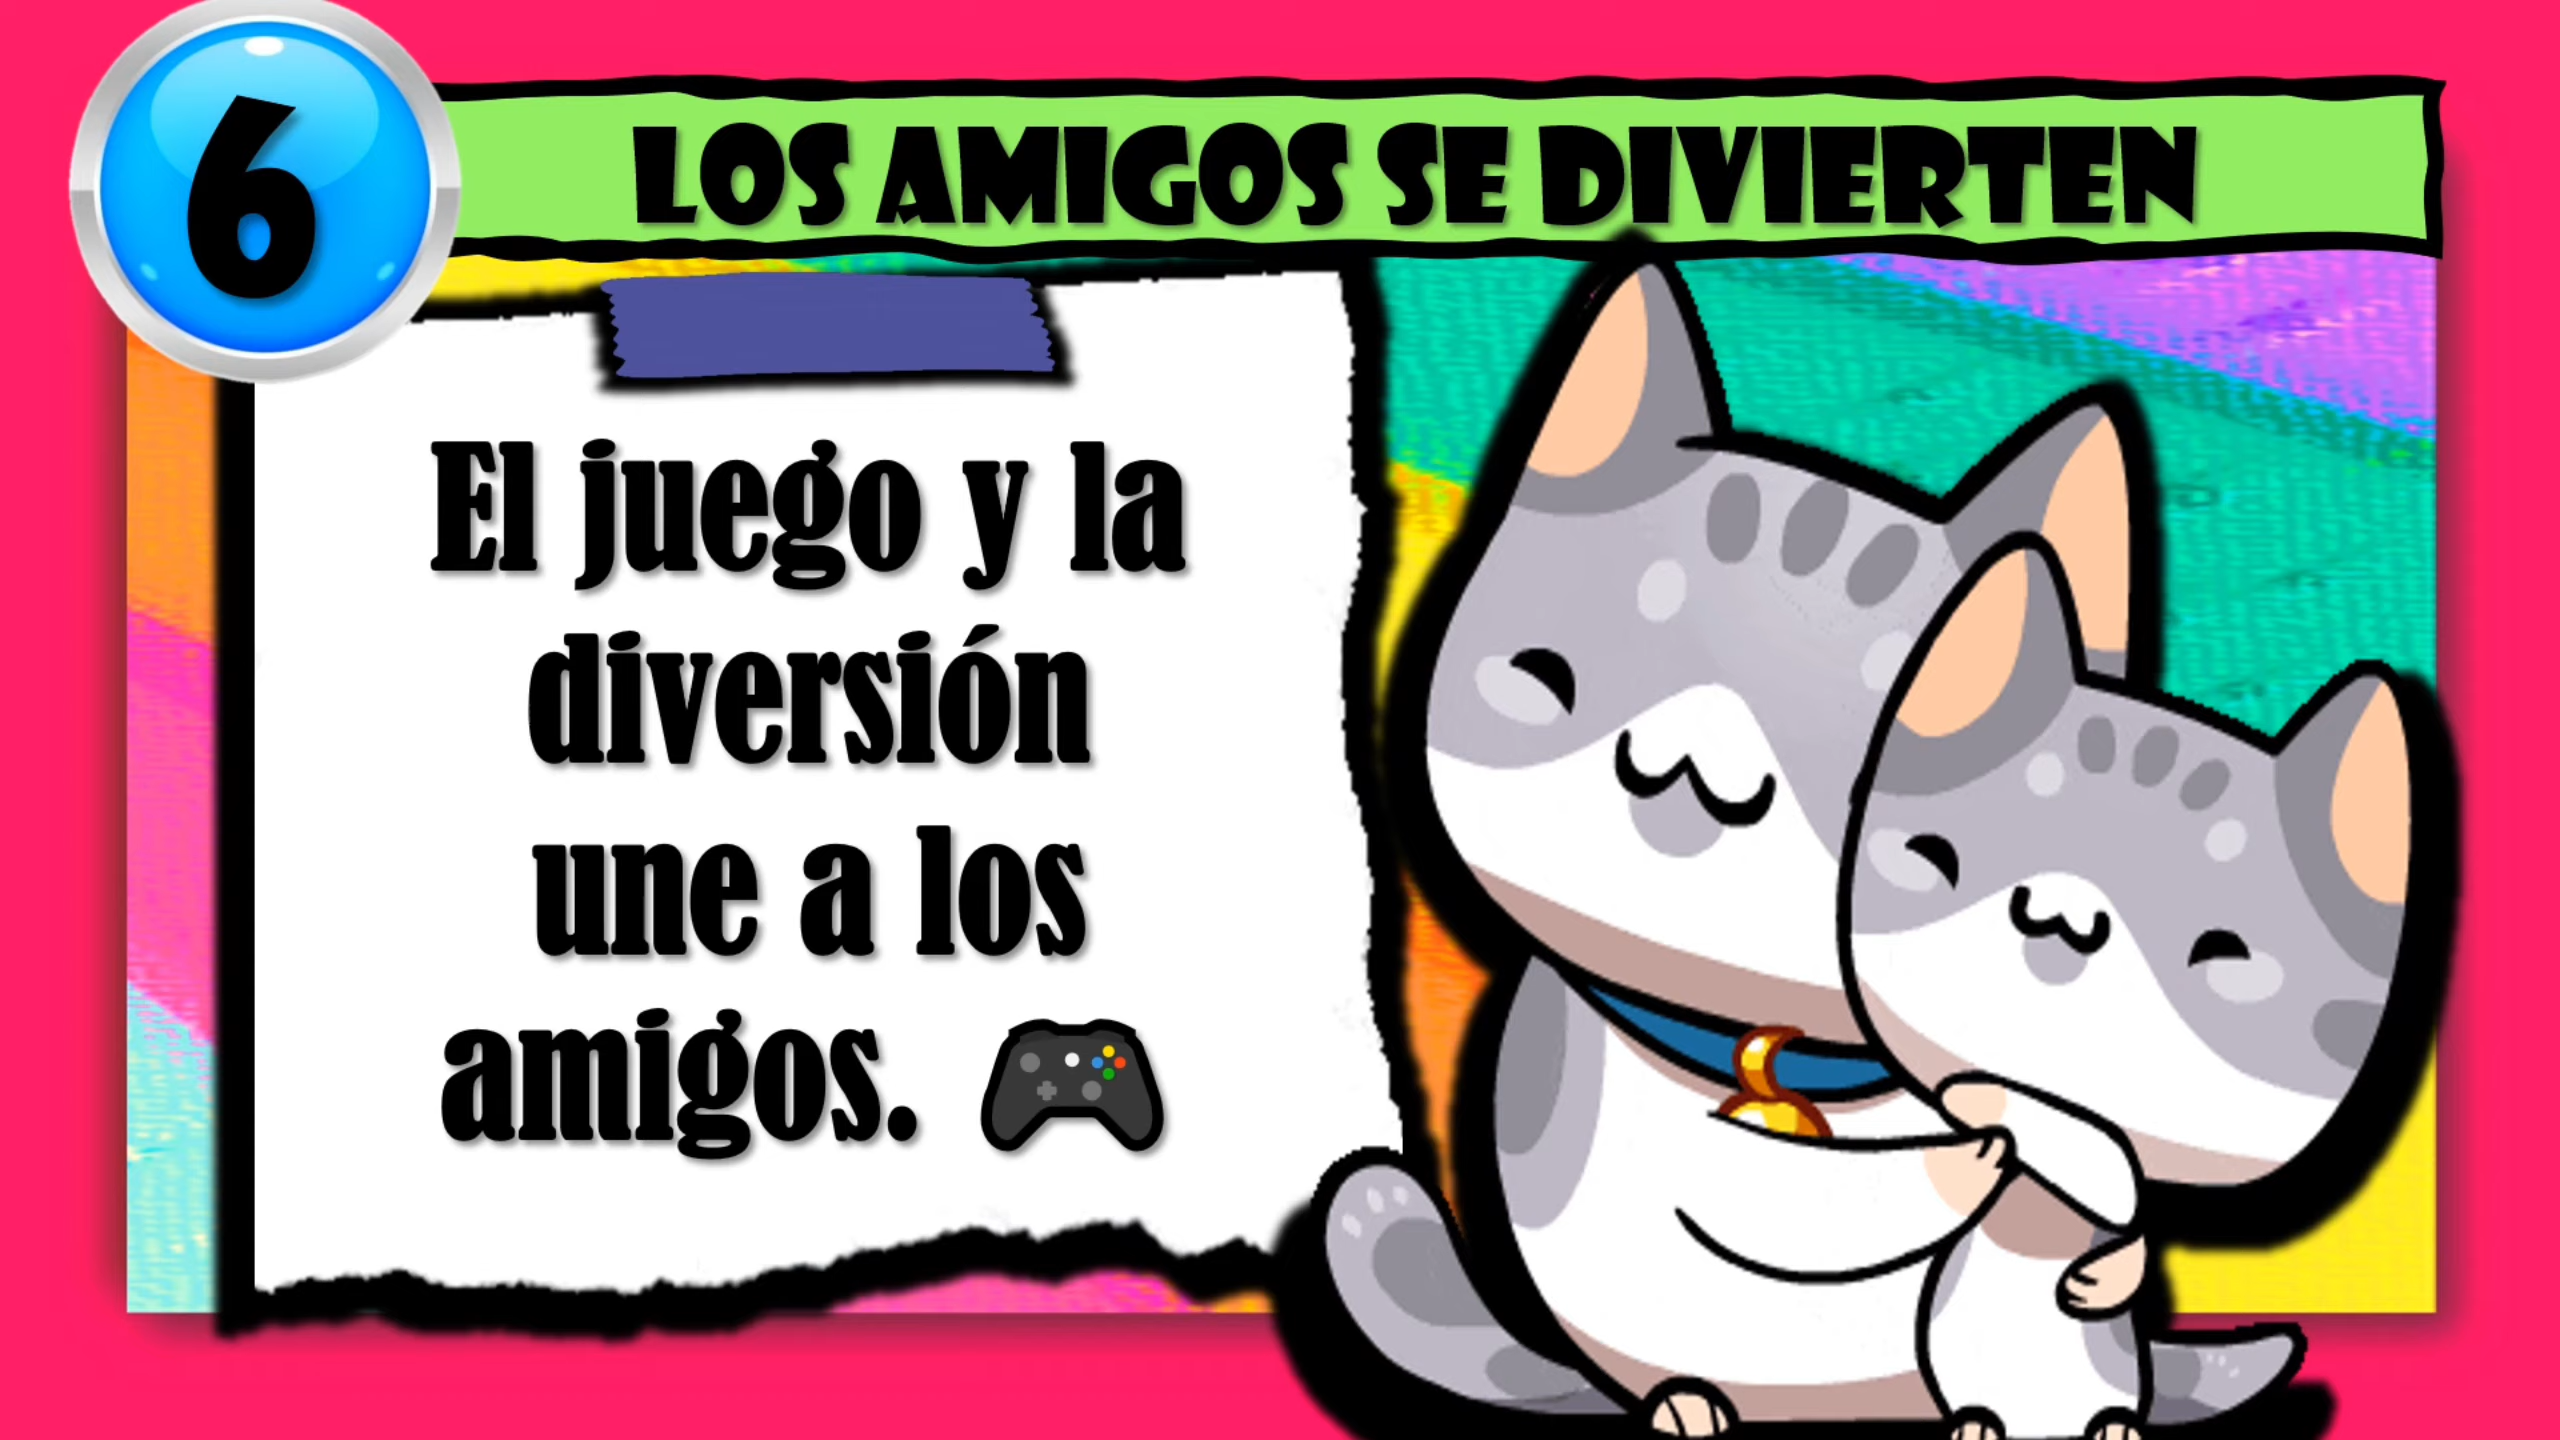 6
LOS AMIGOS SE DIVIERTEN
El juego y la
diversión
une a los
amigos. 🎮